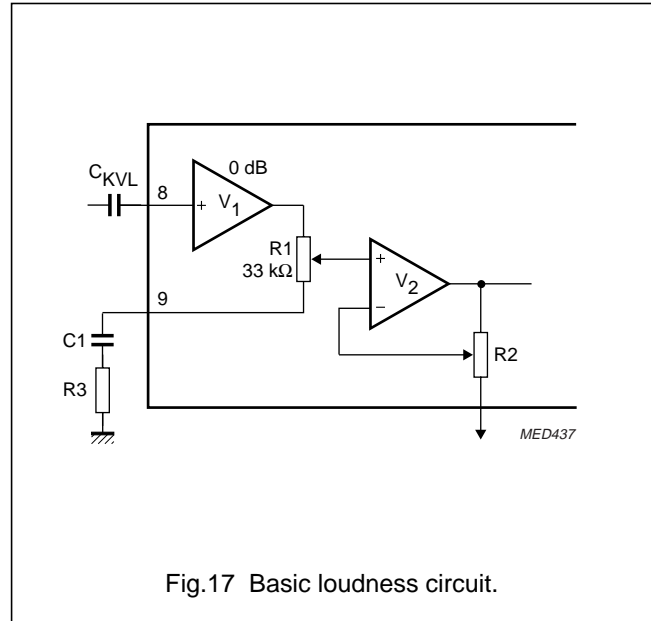 C_KVL
8
0 dB
+
V_1
R1
33 kΩ
+
−
V_2
9
C1
R3
R2
MED437
Fig.17 Basic loudness circuit.